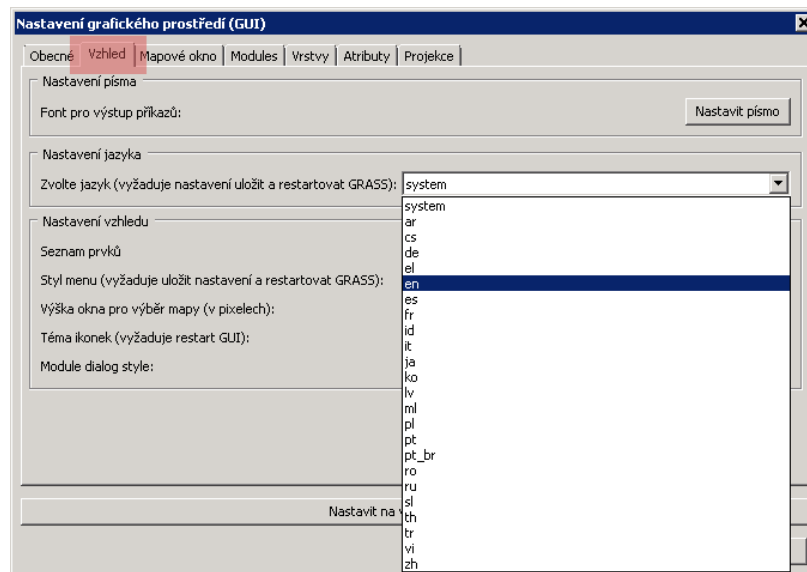 Nastavení grafického prostředí (GUI)
Obecné Vzhled Mapové okno Modules Vrstvy Atributy Projekce
Nastavení písma
Font pro výstup příkazů: Nastavit písmo
Nastavení jazyka
Zvolte jazyk (vyžaduje nastavení uložit a restartovat GRASS): system
system
ar
cs
de
el
en
es
fr
id
it
ja
ko
lv
ml
pl
pt
pt_br
ro
ru
sl
th
tr
vi
zh
Nastavení vzhledu
Seznam prvků
Styl menu (vyžaduje uložit nastavení a restartovat GRASS):
Výška okna pro výběr mapy (v pixelech):
Téma ikonek (vyžaduje restart GUI):
Module dialog style:
Nastavit na